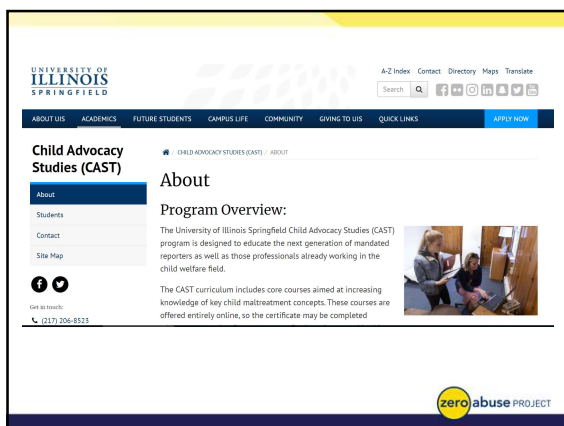 UNIVERSITY OF
ILLINOIS
SPRINGFIELD
A-Z Index Contact Directory Maps Translate
Search
ABOUT UIS ACADEMICS FUTURE STUDENTS CAMPUS LIFE COMMUNITY GIVING TO UIS QUICK LINKS APPLY NOW
Child Advocacy
Studies (CAST)
About
Students
Contact
Site Map
Get in touch:
(217) 206-8523
/ CHILD ADVOCACY STUDIES (CAST) / ABOUT
About
Program Overview:
The University of Illinois Springfield Child Advocacy Studies (CAST)
program is designed to educate the next generation of mandated
reporters as well as those professionals already working in the
child welfare field.
The CAST curriculum includes core courses aimed at increasing
knowledge of key child maltreatment concepts. These courses are
offered entirely online, so the certificate may be completed
zero abuse PROJECT